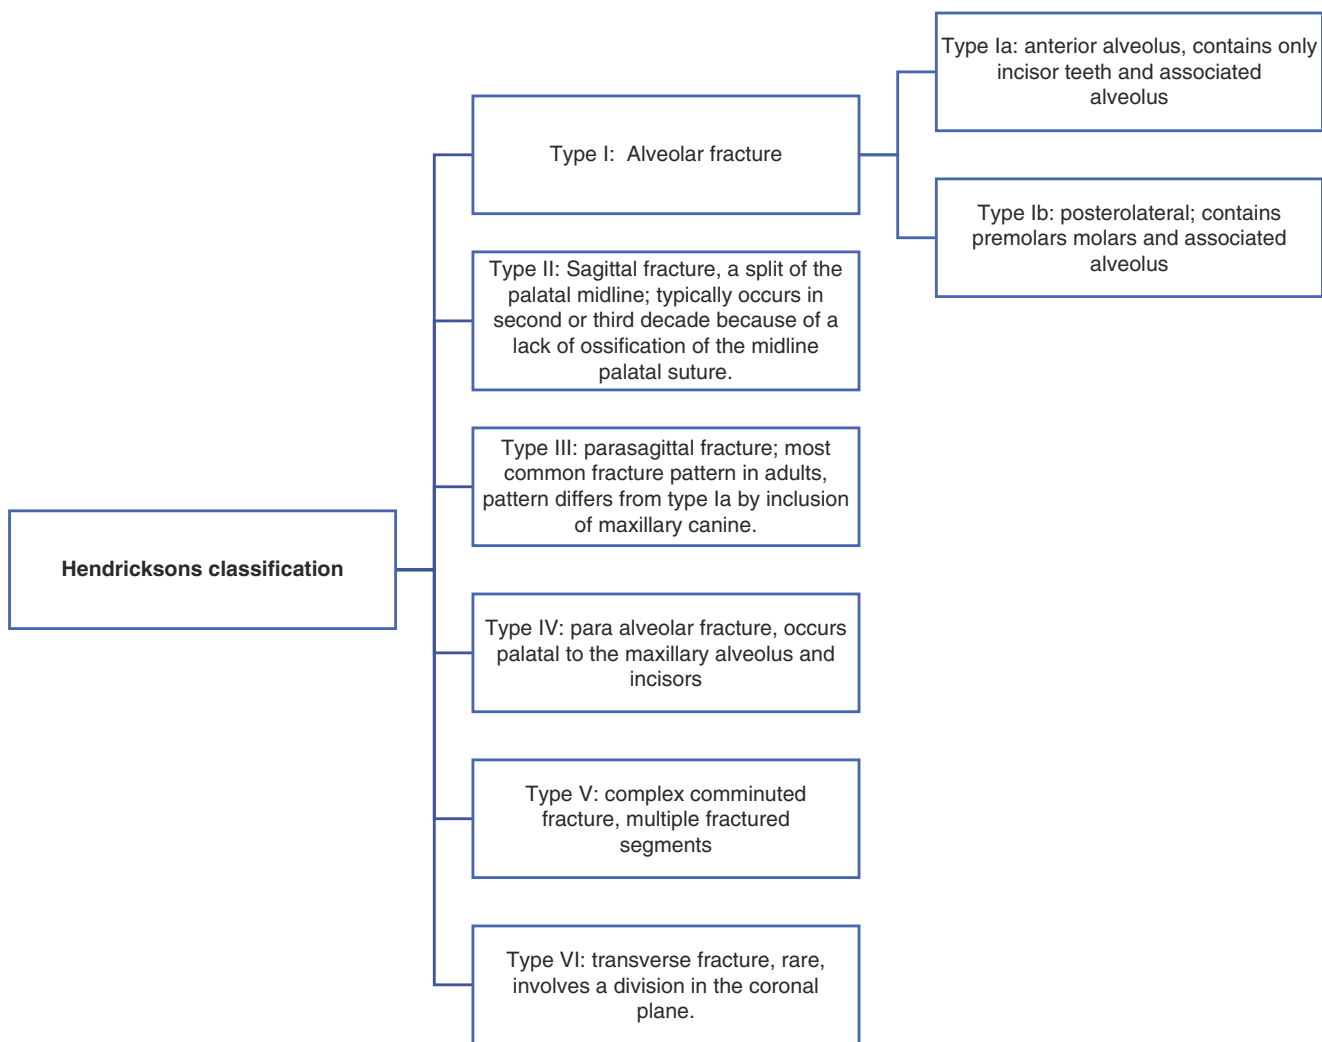 Hendricksons classification
Type I:  Alveolar fracture
Type Ia: anterior alveolus, contains only
incisor teeth and associated
alveolus
Type Ib: posterolateral; contains
premolars molars and associated
alveolus
Type II: Sagittal fracture, a split of the
palatal midline; typically occurs in
second or third decade because of a
lack of ossification of the midline
palatal suture.
Type III: parasagittal fracture; most
common fracture pattern in adults,
pattern differs from type Ia by inclusion
of maxillary canine.
Type IV: para alveolar fracture, occurs
palatal to the maxillary alveolus and
incisors
Type V: complex comminuted
fracture, multiple fractured
segments
Type VI: transverse fracture, rare,
involves a division in the coronal
plane.